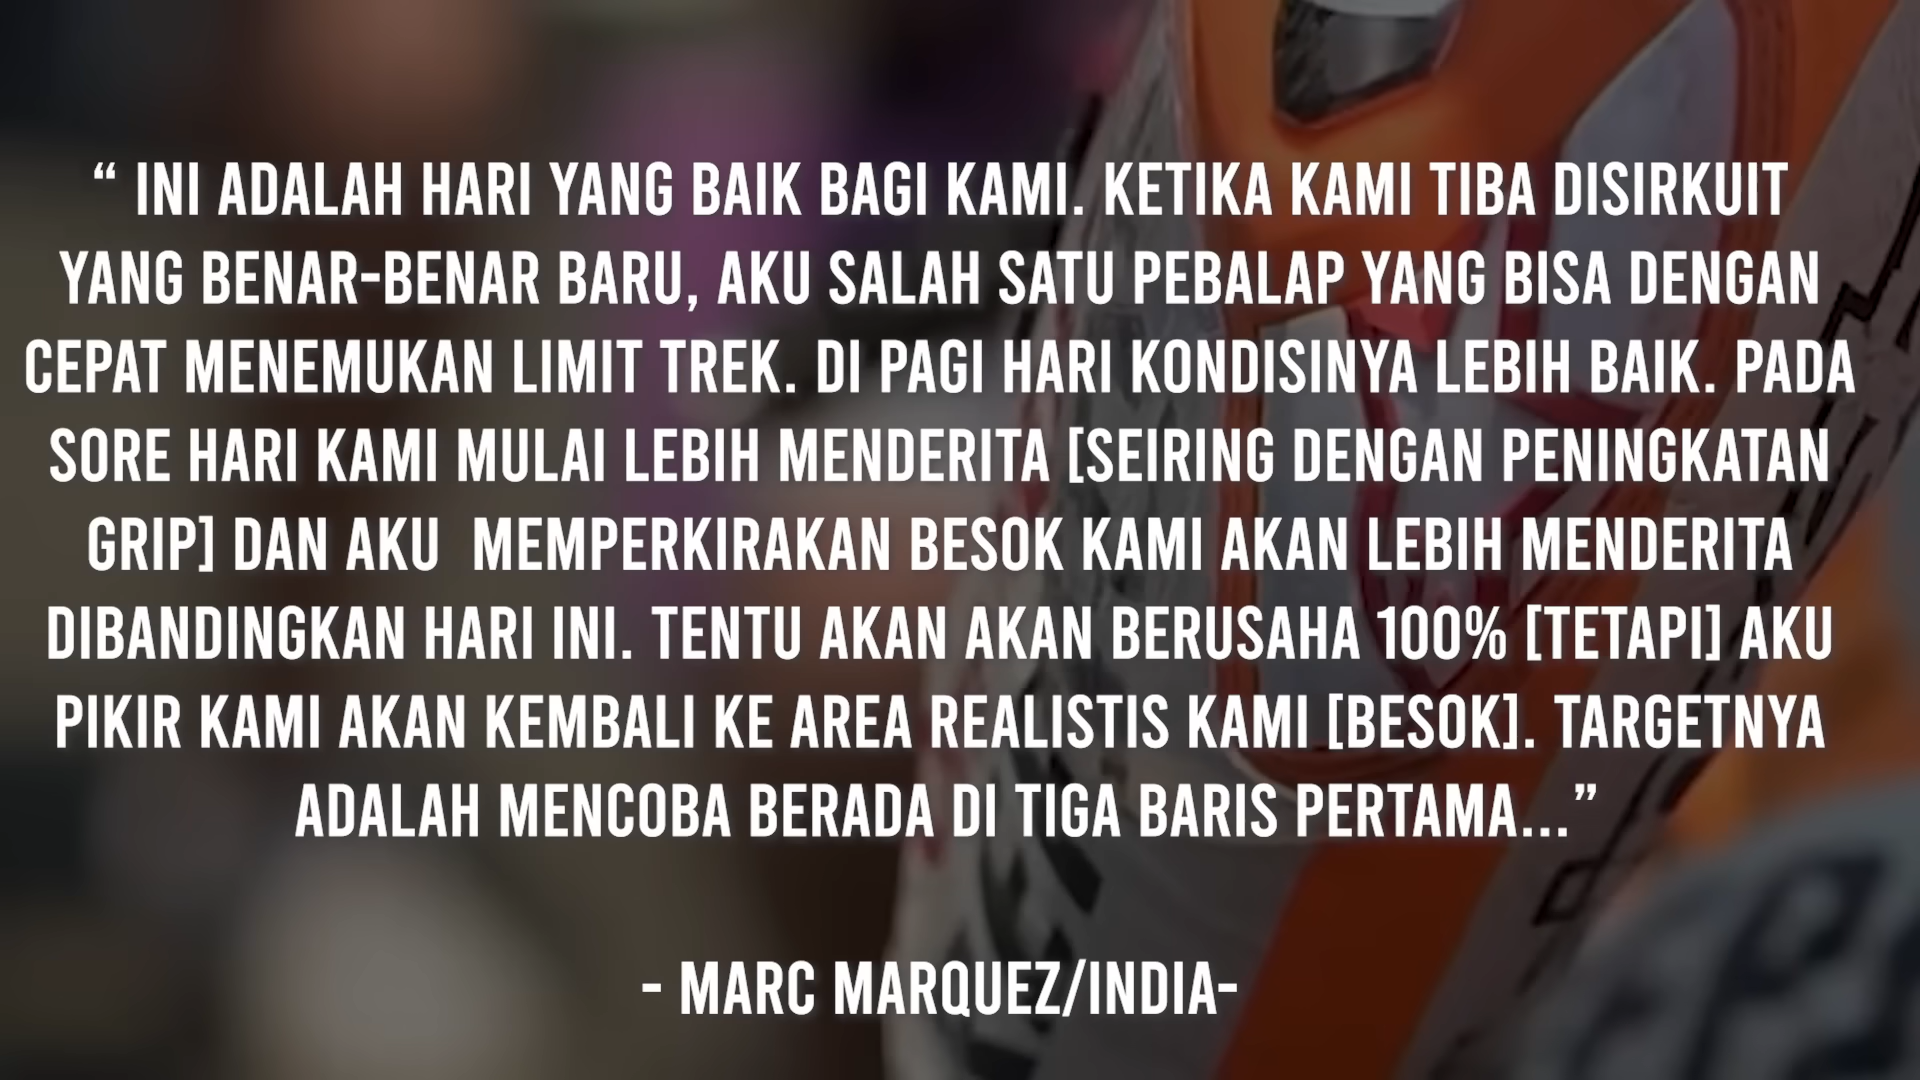 “ INI ADALAH HARI YANG BAIK BAGI KAMI. KETIKA KAMI TIBA DISIRKUIT
YANG BENAR-BENAR BARU, AKU SALAH SATU PEBALAP YANG BISA DENGAN
CEPAT MENEMUKAN LIMIT TREK. DI PAGI HARI KONDISINYA LEBIH BAIK. PADA
SORE HARI KAMI MULAI LEBIH MENDERITA [SEIRING DENGAN PENINGKATAN
GRIP] DAN AKU  MEMPERKIRAKAN BESOK KAMI AKAN LEBIH MENDERITA
DIBANDINGKAN HARI INI. TENTU AKAN AKAN BERUSAHA 100% [TETAPI] AKU
PIKIR KAMI AKAN KEMBALI KE AREA REALISTIS KAMI [BESOK]. TARGETNYA
ADALAH MENCOBA BERADA DI TIGA BARIS PERTAMA...”
- MARC MARQUEZ/INDIA-